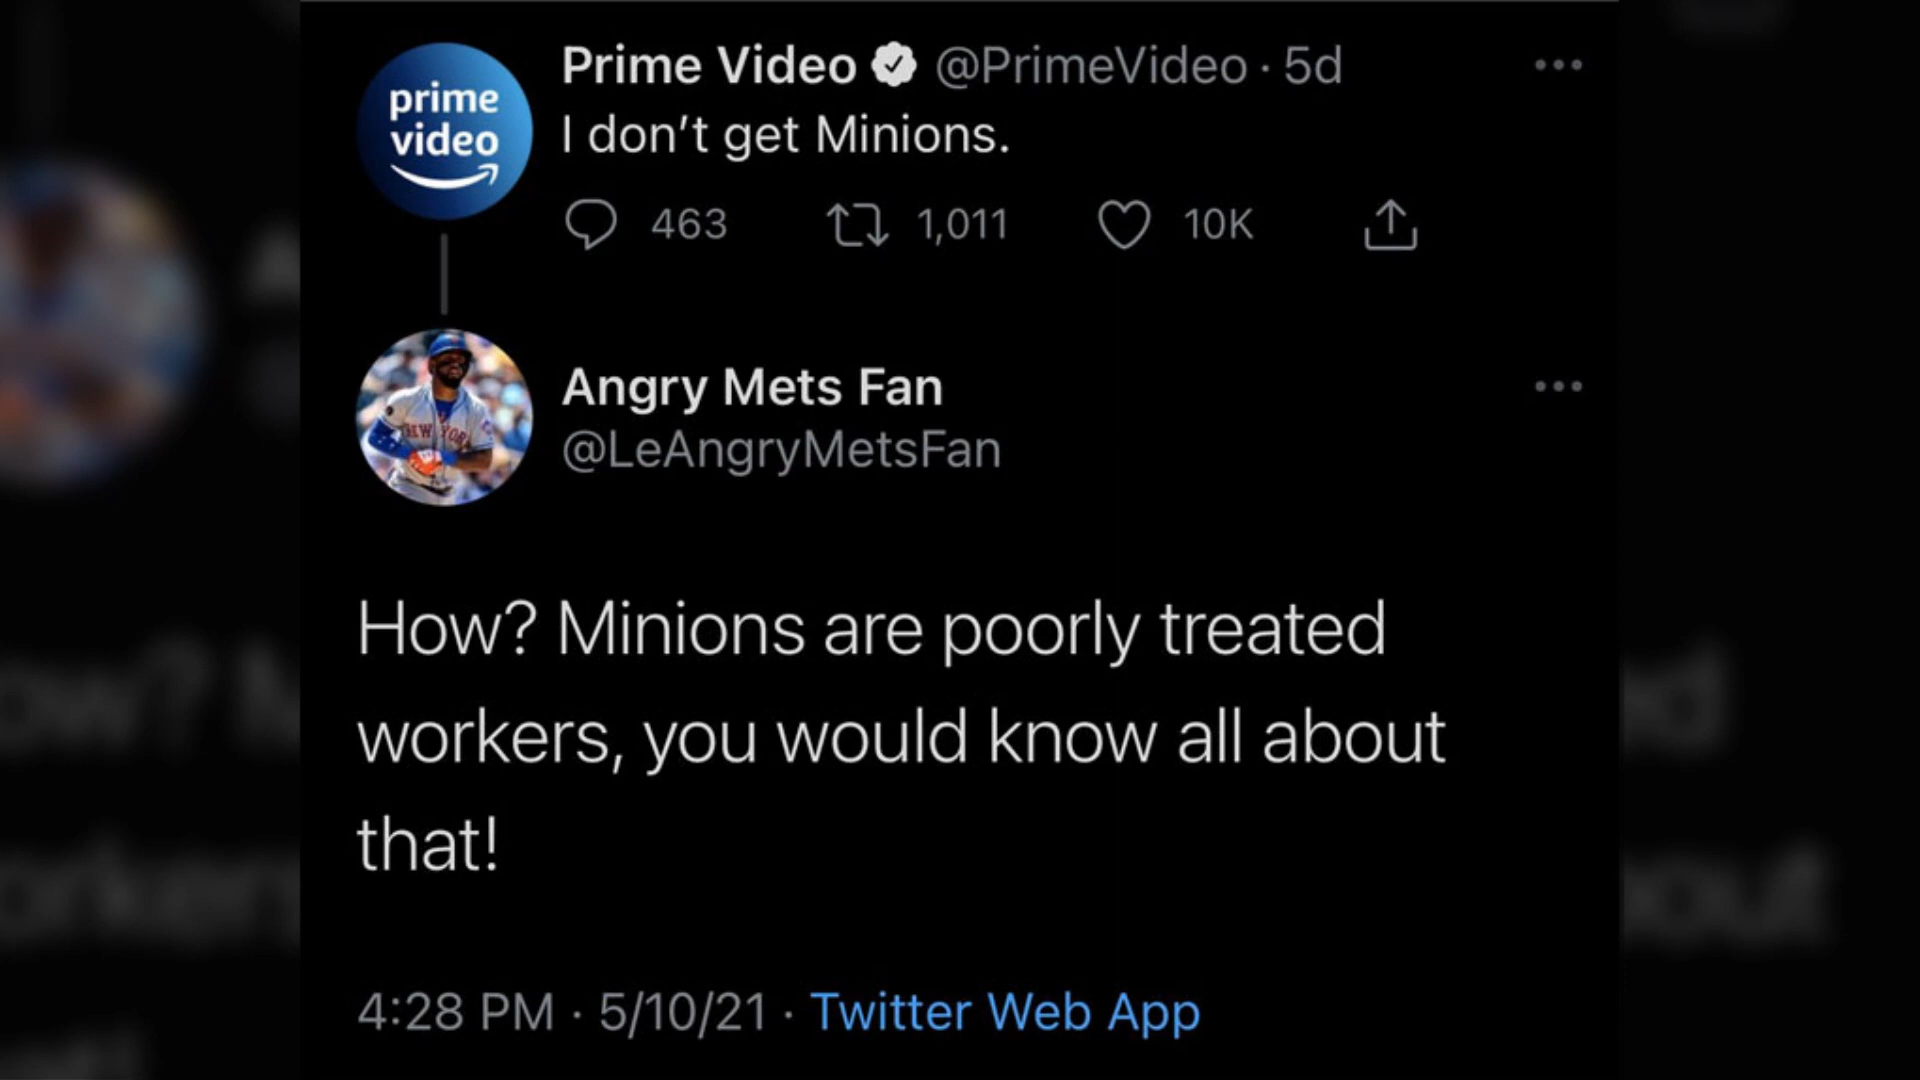 prime
video
Prime Video @PrimeVideo · 5d
I don't get Minions.
463 1,011 10K
Angry Mets Fan
@LeAngryMetsFan
NEW YORK
How? Minions are poorly treated
workers, you would know all about
that!
4:28 PM · 5/10/21 · Twitter Web App